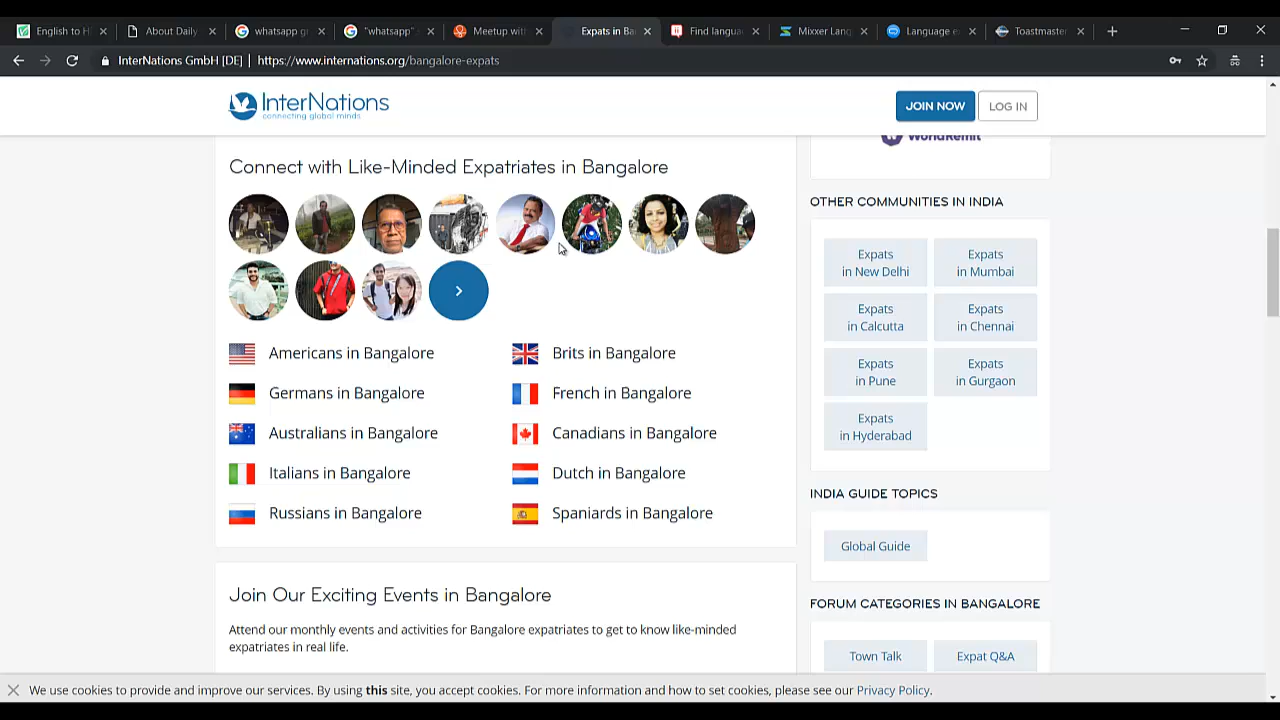 English to H
About Daily
whatsapp g
"whatsapp"
Meetup with
Expats in Ba
Find langua
Mixxer Lang
Language e
Toastmaster
InterNations GmbH [DE] | https://www.internations.org/bangalore-expats
InterNations
connecting global minds
JOIN NOW
LOG IN
WorldRemit
Connect with Like-Minded Expatriates in Bangalore
Americans in Bangalore
Brits in Bangalore
Germans in Bangalore
French in Bangalore
Australians in Bangalore
Canadians in Bangalore
Italians in Bangalore
Dutch in Bangalore
Russians in Bangalore
Spaniards in Bangalore
Join Our Exciting Events in Bangalore
Attend our monthly events and activities for Bangalore expatriates to get to know like-minded
expatriates in real life.
OTHER COMMUNITIES IN INDIA
Expats
in New Delhi
Expats
in Mumbai
Expats
in Calcutta
Expats
in Chennai
Expats
in Pune
Expats
in Gurgaon
Expats
in Hyderabad
INDIA GUIDE TOPICS
Global Guide
FORUM CATEGORIES IN BANGALORE
Town Talk
Expat Q&A
We use cookies to provide and improve our services. By using this site, you accept cookies. For more information and how to set cookies, please see our Privacy Policy.